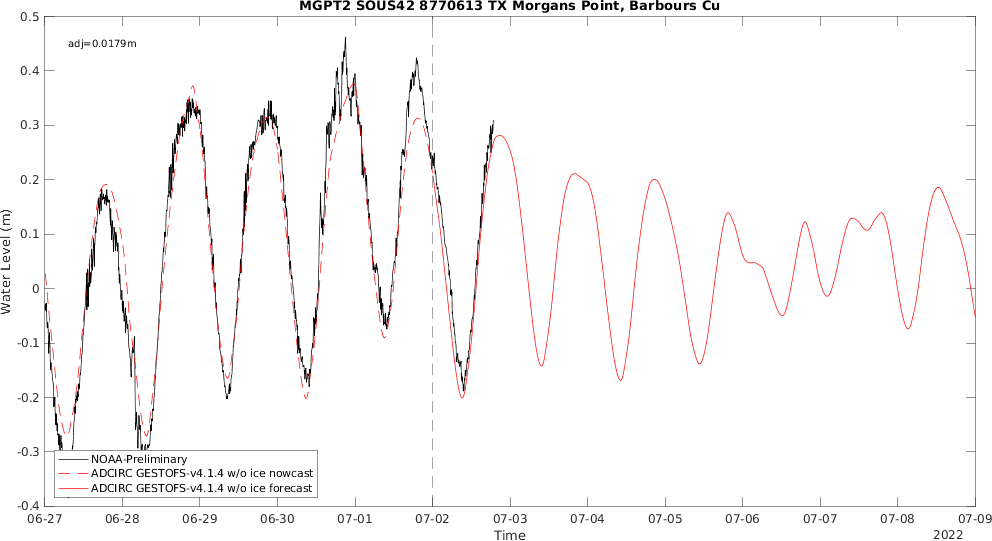 MGPT2 SOUS42 8770613 TX Morgans Point, Barbours Cu
adj=0.0179m
0.5
0.4
0.3
0.2
0.1
0
-0.1
-0.2
-0.3
-0.4
Water Level (m)
NOAA-Preliminary
ADCIRC GESTOFS-v4.1.4 w/o ice nowcast
ADCIRC GESTOFS-v4.1.4 w/o ice forecast
06-27 06-28 06-29 06-30 07-01 07-02 07-03 07-04 07-05 07-06 07-07 07-08 07-09
Time
2022